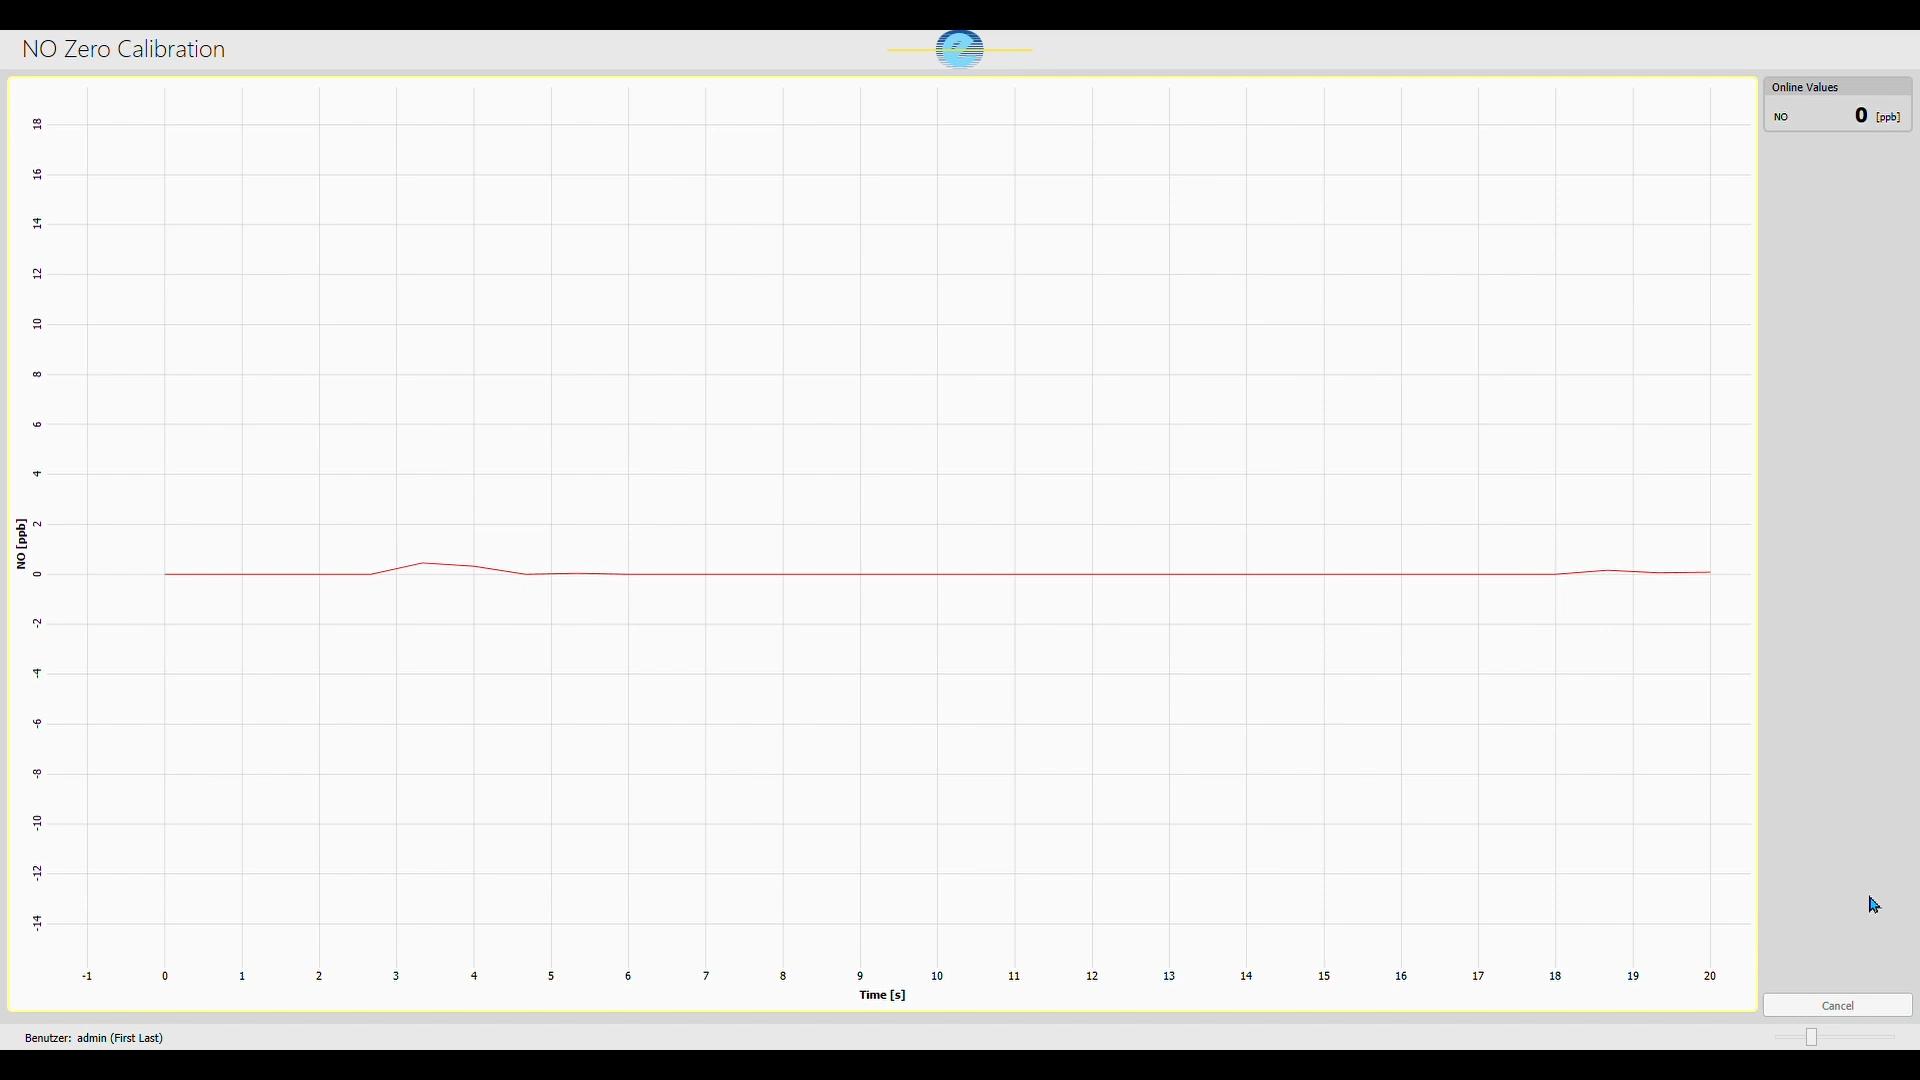 NO Zero Calibration
Online Values
NO 0 [ppb]
18
16
14
12
10
8
6
4
2
0
-2
-4
-6
-8
-10
-12
-14
NO [ppb]
-1 0 1 2 3 4 5 6 7 8 9 10 11 12 13 14 15 16 17 18 19 20
Time [s]
Cancel
Benutzer: admin (First Last)